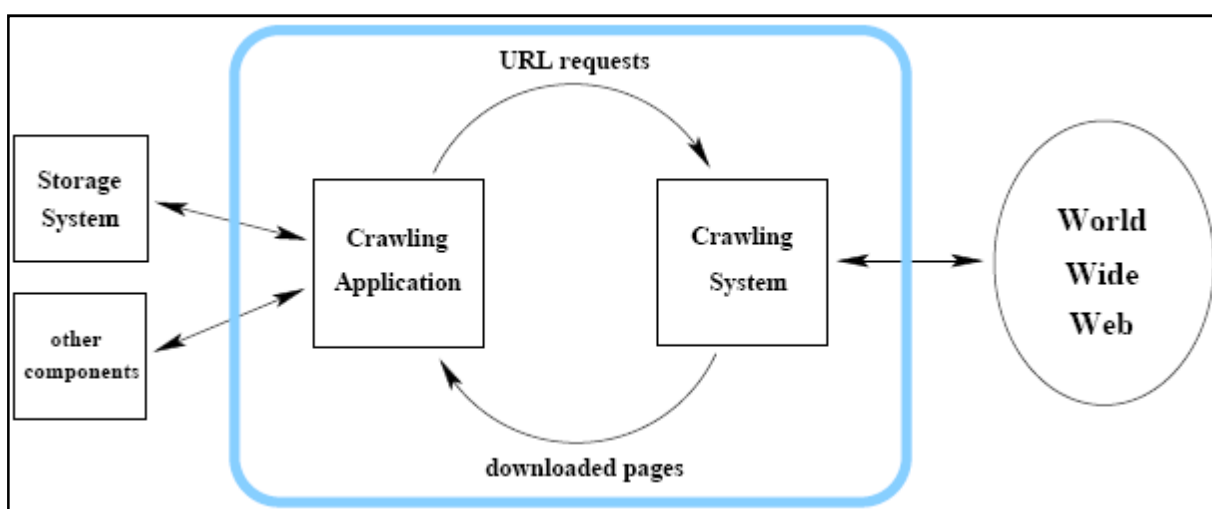 URL requests
Storage
System
other
components
Crawling
Application
Crawling
System
World
Wide
Web
downloaded pages